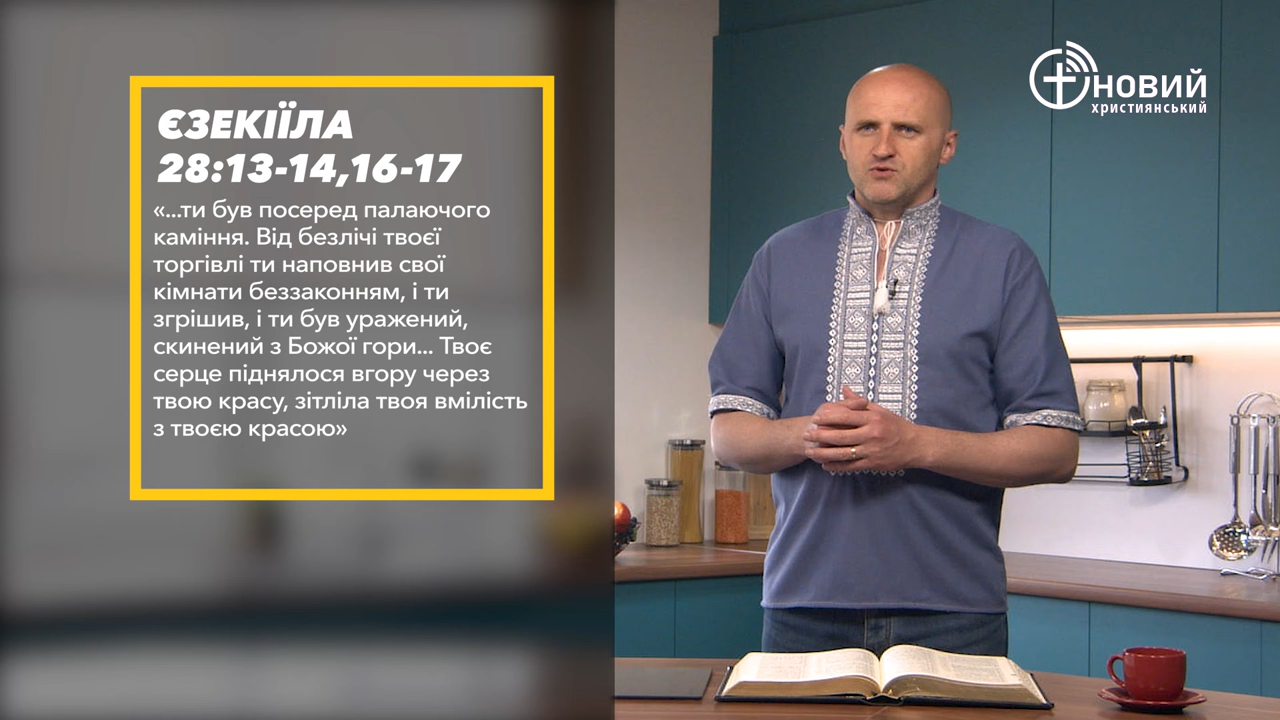 ЄЗЕКІЇЛА
28:13-14,16-17
«...ти був посеред палаючого
каміння. Від безлічі твоєї
торгівлі ти наповнив свої
кімнати беззаконням, і ти
згрішив, і ти був уражений,
скинений з Божої гори... Твоє
серце піднялося вгору через
твою красу, зітліла твоя вмілість
з твоєю красою»
НОВИЙ
християнський